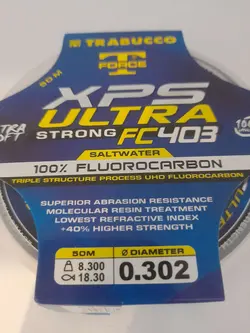 TRABUCCO
50M
T
FORCE
XPS
ULTRA
STRONG FC403
SALTWATER
100% FLUOROCARBON
TRIPLE STRUCTURE PROCESS UHO FLUOROCARBON
SUPERIOR ABRASION RESISTANCE
MOLECULAR RESIN TREATMENT
LOWEST REFRACTIVE INDEX
+40% HIGHER STRENGTH
50M
Ø DIAMETER
8.300
18.30
0.302